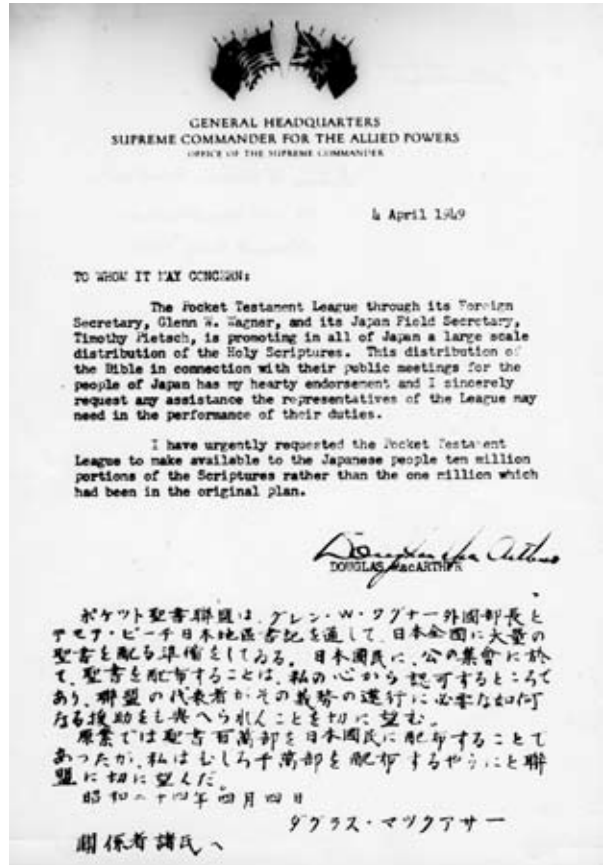 GENERAL HEADQUARTERS
SUPREME COMMANDER FOR THE ALLIED POWERS
OFFICE OF THE SUPREME COMMANDER
4 April 1949
TO WHOM IT MAY CONCERN:
The Pocket Testament League through its Foreign
Secretary, Glenn W. Wagner, and its Japan Field Secretary,
Timothy Pietsch, is promoting in all of Japan a large scale
distribution of the Holy Scriptures. This distribution of
the Bible in connection with their public meetings for the
people of Japan has my hearty endorsement and I sincerely
request any assistance the representatives of the League may
need in the performance of their duties.
I have urgently requested the Pocket Testament
League to make available to the Japanese people ten million
portions of the Scriptures rather than the one million which
had been in the original plan.
Douglas MacArthur
DOUGLAS MacARTHUR
ポケット聖書聯盟は、グレン・W・ワグナー外國部長と
テモテ・ピーチ日本地區書記を通して、日本全國に大量の
聖書を配る準備をしてゐる。日本國民に、公の集會に於
て、聖書を配布することは、私の心から認可するところで
あり、聯盟の代表者がその義務の遂行に必要な如何
なる援助をも與へられんことを切に望む。
原案では聖書百萬部を日本國民に配布することで
あったが、私はむしろ千萬部を配布するやうにと聯
盟に切に望んだ。
昭和二十四年四月四日
ダグラス・マックアサー
關係者諸氏へ